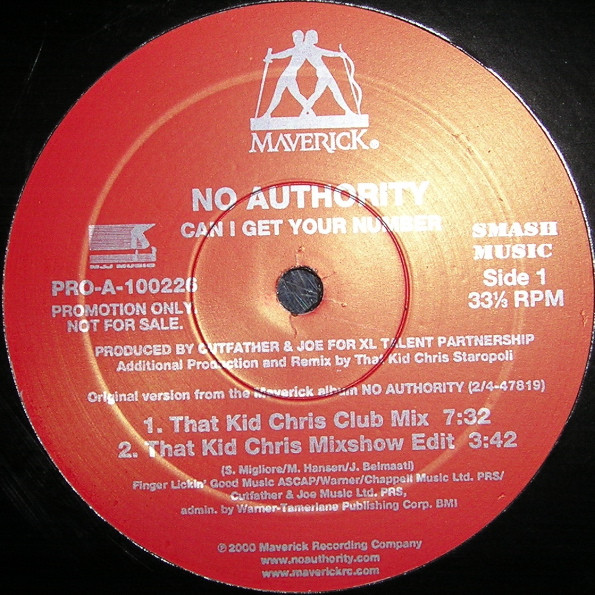 MAVERICK®
NO AUTHORITY
CAN I GET YOUR NUMBER
MJJ MUSIC
SMASH
MUSIC
PRO-A-100226
Side 1
PROMOTION ONLY.
33⅓ RPM
NOT FOR SALE.
PRODUCED BY CUTFATHER & JOE FOR XL TALENT PARTNERSHIP
Additional Production and Remix by That Kid Chris Staropoli
Original version from the Maverick album NO AUTHORITY (2/4-47819)
1. That Kid Chris Club Mix 7:32
2. That Kid Chris Mixshow Edit 3:42
(S. Migliore/M. Hansen/J. Belmaati)
Finger Lickin' Good Music ASCAP/Warner/Chappell Music Ltd. PRS/
Cutfather & Joe Music Ltd. PRS,
admin. by Warner-Tamerlane Publishing Corp. BMI
℗ 2000 Maverick Recording Company
www.noauthority.com
www.maverickrc.com